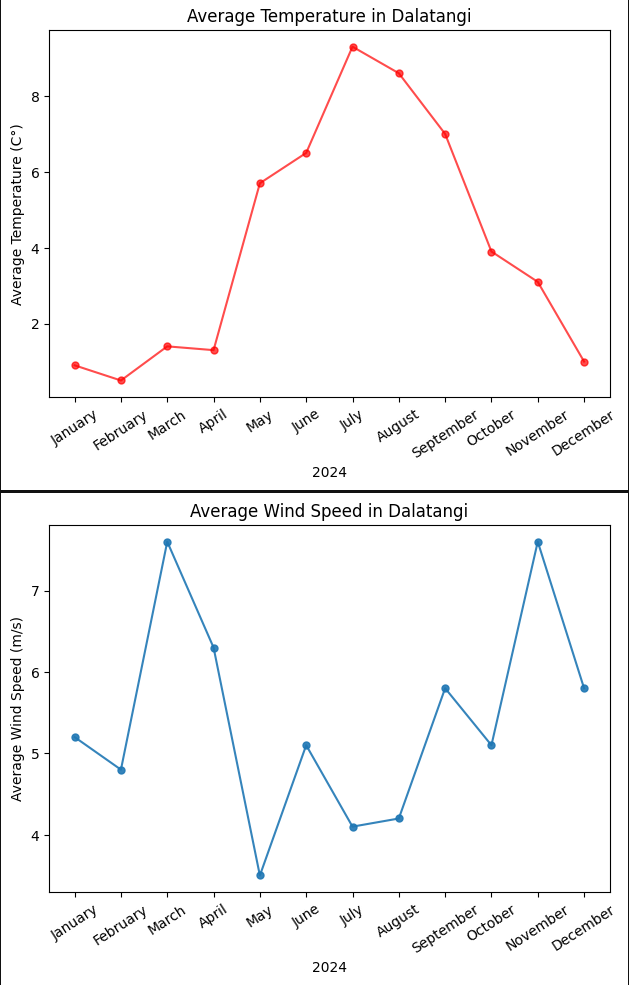 Average Temperature in Dalatangi
Average Temperature (C°)
8
6
4
2
January February March April May June July August September October November December
2024
Average Wind Speed in Dalatangi
Average Wind Speed (m/s)
7
6
5
4
January February March April May June July August September October November December
2024